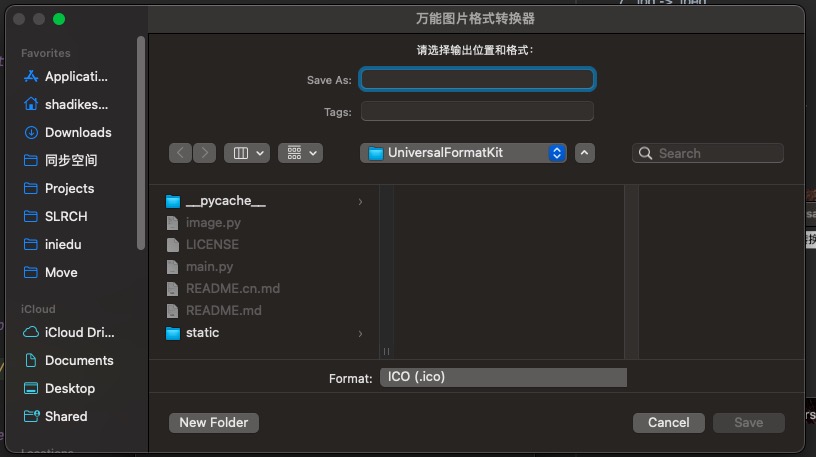 万能图片格式转换器
Favorites
Applicati...
shadikes...
Downloads
同步空间
Projects
SLRCH
iniedu
Move
iCloud
iCloud Dri...
Documents
Desktop
Shared
请选择输出位置和格式:
Save As:
Tags:
UniversalFormatKit
Search
__pycache__
image.py
LICENSE
main.py
README.cn.md
README.md
static
Format: ICO (.ico)
New Folder
Cancel
Save